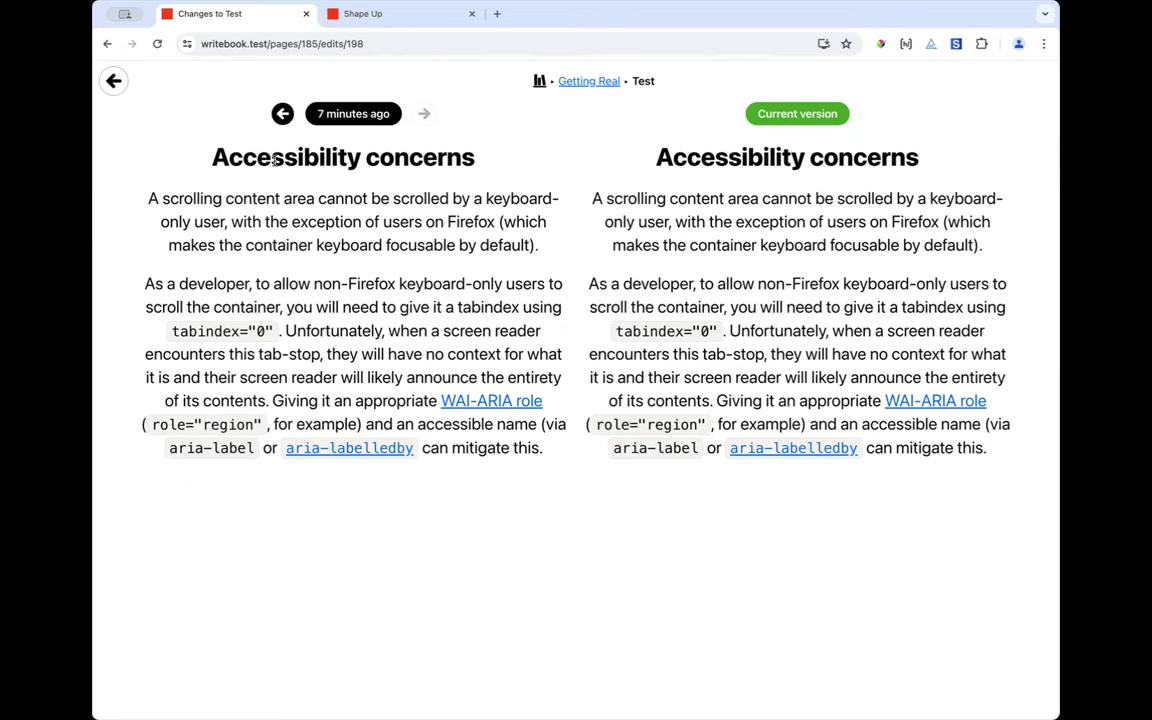 Changes to Test
Shape Up
writebook.test/pages/185/edits/198
Getting Real ▸ Test
7 minutes ago
Accessibility concerns
A scrolling content area cannot be scrolled by a keyboard-
only user, with the exception of users on Firefox (which
makes the container keyboard focusable by default).
As a developer, to allow non-Firefox keyboard-only users to
scroll the container, you will need to give it a tabindex using
tabindex="0". Unfortunately, when a screen reader
encounters this tab-stop, they will have no context for what
it is and their screen reader will likely announce the entirety
of its contents. Giving it an appropriate WAI-ARIA role
(role="region", for example) and an accessible name (via
aria-label or aria-labelledby can mitigate this.
Current version
Accessibility concerns
A scrolling content area cannot be scrolled by a keyboard-
only user, with the exception of users on Firefox (which
makes the container keyboard focusable by default).
As a developer, to allow non-Firefox keyboard-only users to
scroll the container, you will need to give it a tabindex using
tabindex="0". Unfortunately, when a screen reader
encounters this tab-stop, they will have no context for what
it is and their screen reader will likely announce the entirety
of its contents. Giving it an appropriate WAI-ARIA role
(role="region", for example) and an accessible name (via
aria-label or aria-labelledby can mitigate this.